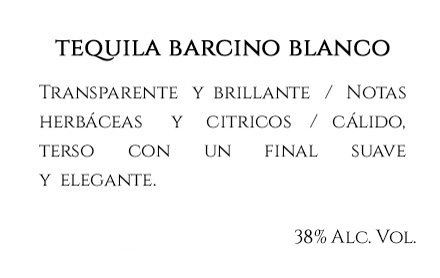 TEQUILA BARCINO BLANCO
Transparente y brillante / Notas
herbáceas y citricos / cálido,
terso con un final suave
y elegante.
38% Alc. Vol.